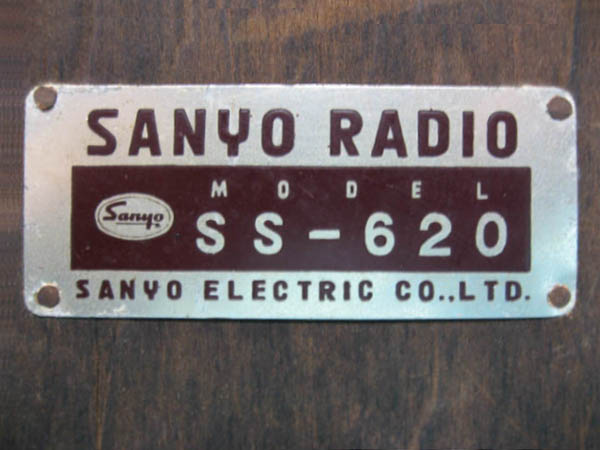 SANYO RADIO
MODEL
Sanyo
SS-620
SANYO ELECTRIC CO.,LTD.